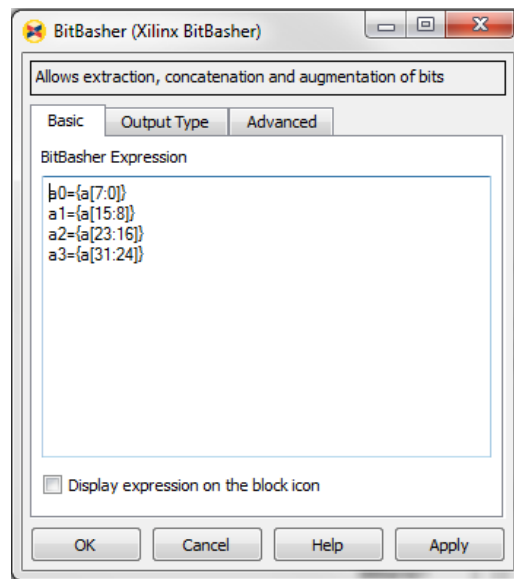 BitBasher (Xilinx BitBasher)
Allows extraction, concatenation and augmentation of bits
Basic Output Type Advanced
BitBasher Expression
a0={a[7:0]}
a1={a[15:8]}
a2={a[23:16]}
a3={a[31:24]}
Display expression on the block icon
OK Cancel Help Apply